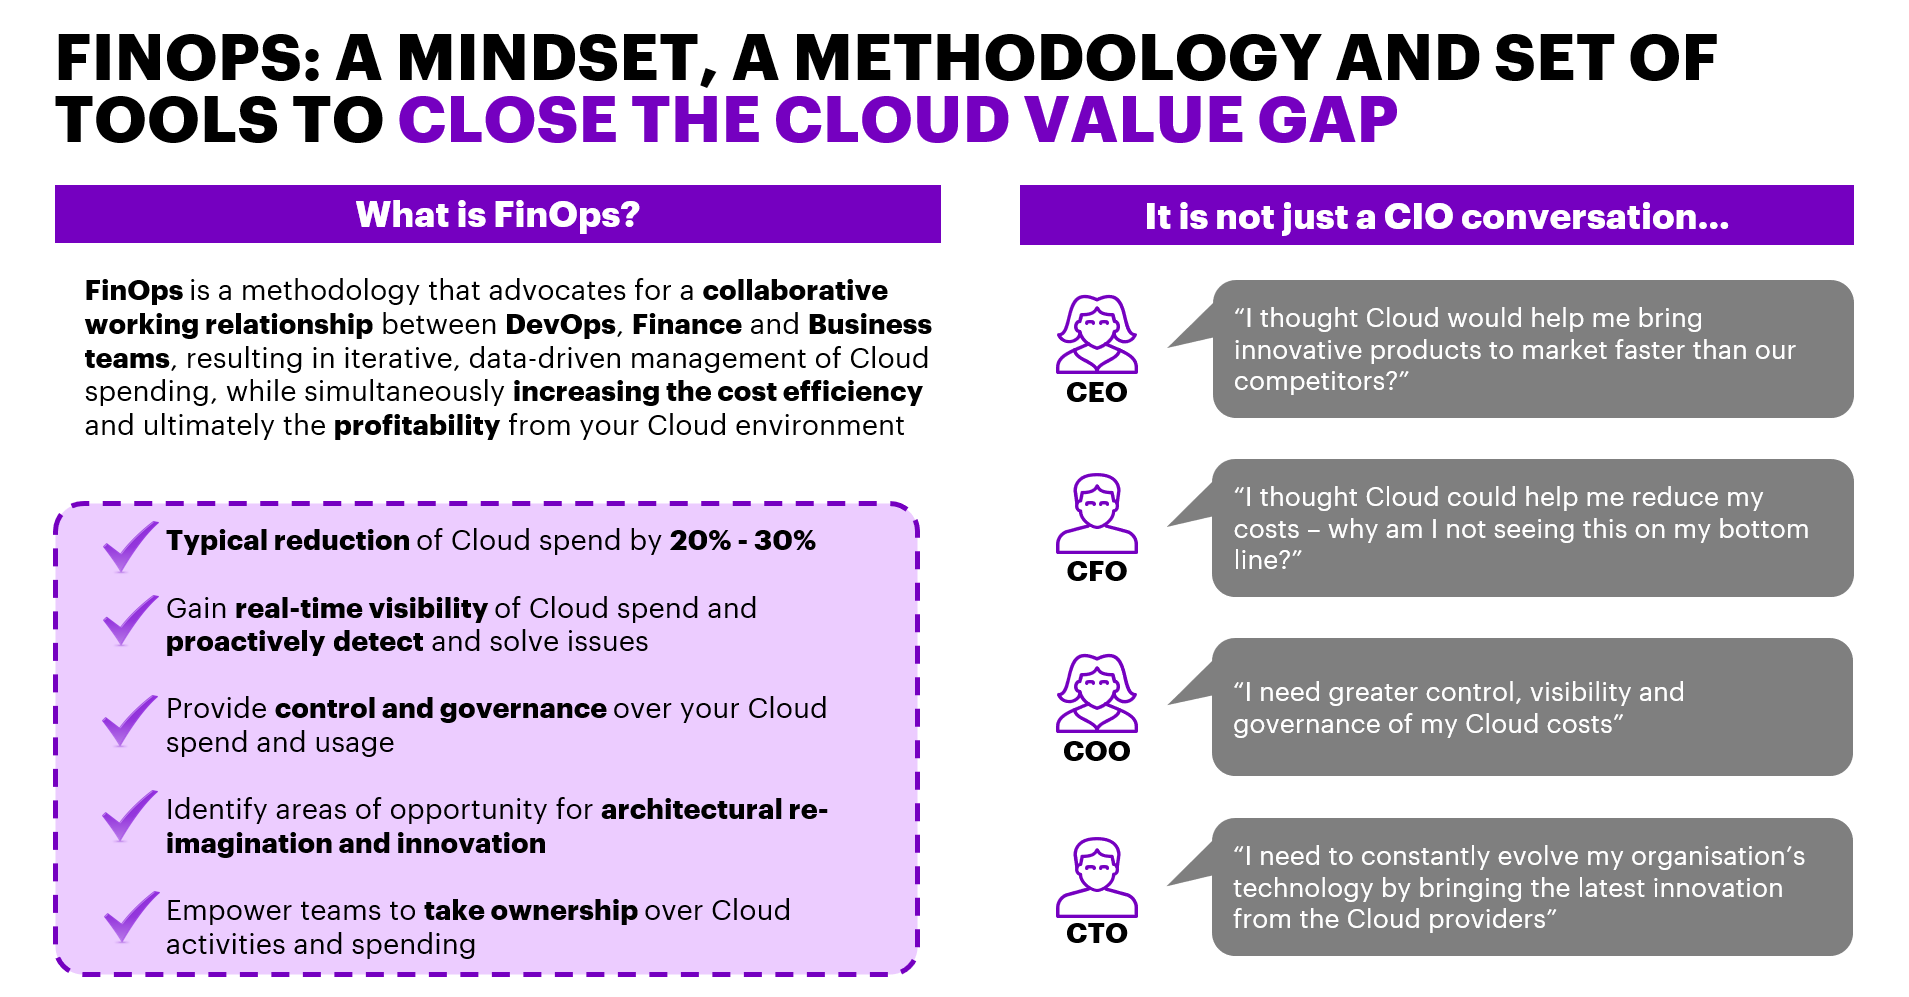 FINOPS: A MINDSET, A METHODOLOGY AND SET OF
TOOLS TO CLOSE THE CLOUD VALUE GAP
What is FinOps?
FinOps is a methodology that advocates for a collaborative
working relationship between DevOps, Finance and Business
teams, resulting in iterative, data-driven management of Cloud
spending, while simultaneously increasing the cost efficiency
and ultimately the profitability from your Cloud environment
Typical reduction of Cloud spend by 20% - 30%
Gain real-time visibility of Cloud spend and
proactively detect and solve issues
Provide control and governance over your Cloud
spend and usage
Identify areas of opportunity for architectural re-
imagination and innovation
Empower teams to take ownership over Cloud
activities and spending
It is not just a CIO conversation...
CEO
“I thought Cloud would help me bring
innovative products to market faster than our
competitors?”
CFO
“I thought Cloud could help me reduce my
costs – why am I not seeing this on my bottom
line?”
COO
“I need greater control, visibility and
governance of my Cloud costs”
CTO
“I need to constantly evolve my organisation’s
technology by bringing the latest innovation
from the Cloud providers”